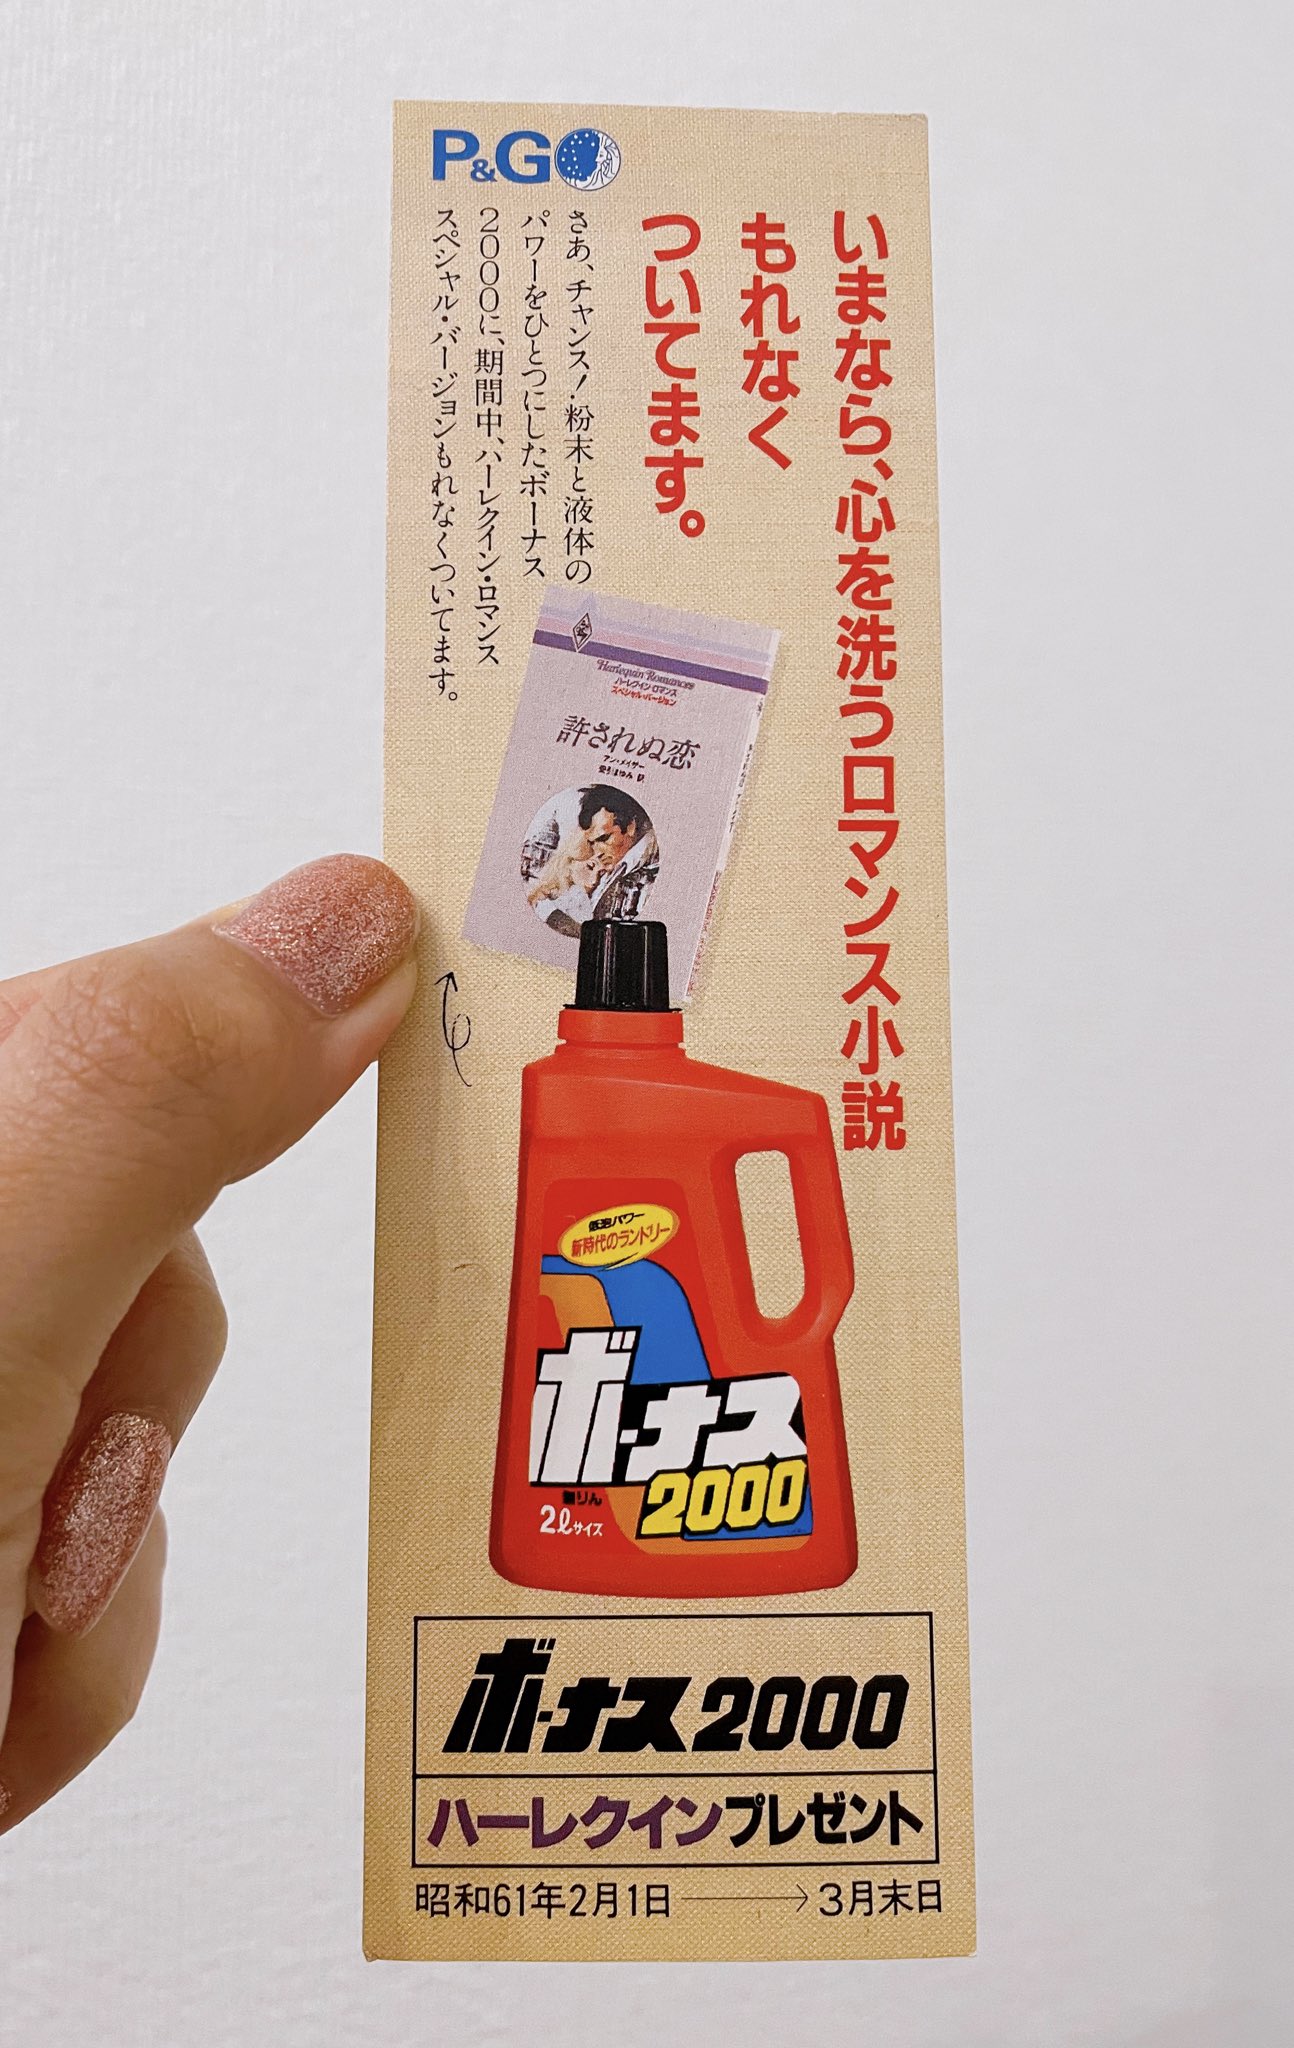 P&G
いまなら、心を洗うロマンス小説
もれなく
ついてます。
さあ、チャンス!粉末と液体の
パワーをひとつにしたボーナス
2000に、期間中、ハーレクイン・ロマンス
スペシャル・バージョンもれなくついてます。
Harlequin Romances
ハーレクイン ロマンス
スペシャル・バージョン
許されぬ恋
アン・メイザー
低泡パワー
新時代のランドリー
ボーナス
2000
無りん
2ℓサイズ
ボーナス2000
ハーレクインプレゼント
昭和61年2月1日→3月末日